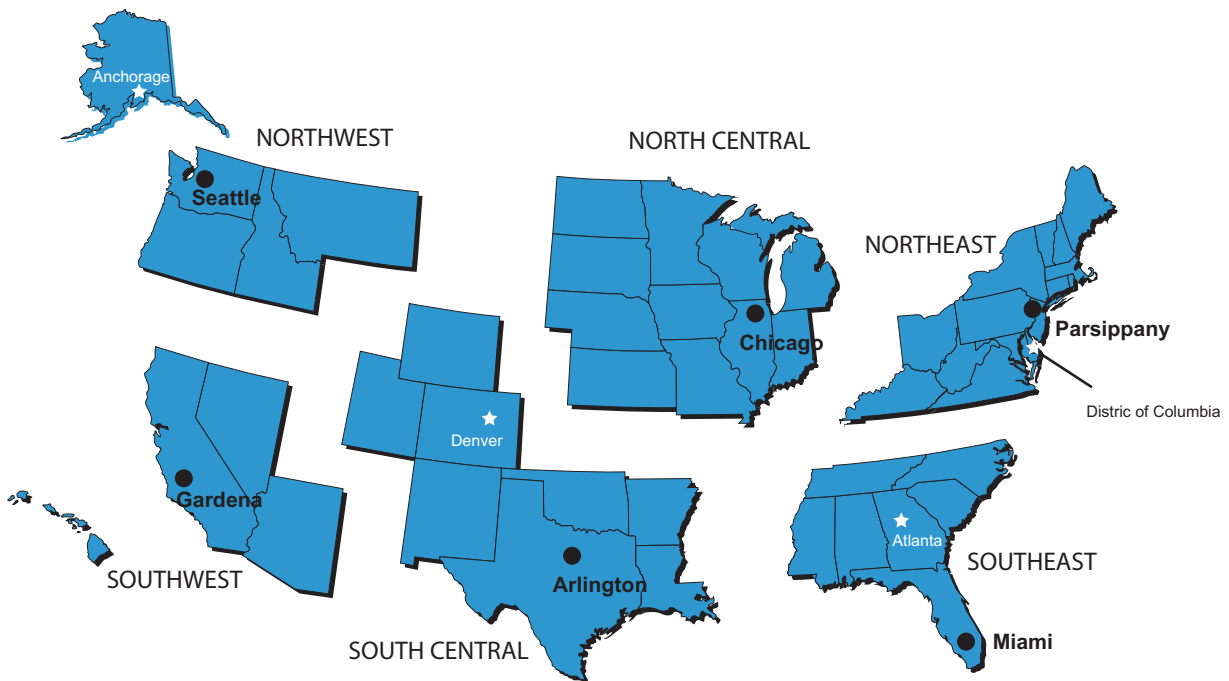 Anchorage
NORTHWEST
NORTH CENTRAL
Seattle
NORTHEAST
Parsippany
Chicago
Distric of Columbia
Denver
Gardena
Atlanta
SOUTHEAST
SOUTHWEST
Arlington
Miami
SOUTH CENTRAL